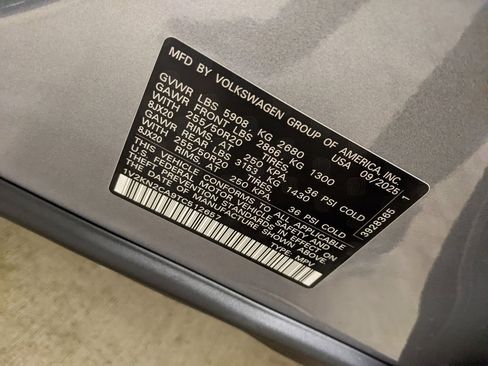 MFD BY VOLKSWAGEN GROUP OF AMERICA INC.
USA 09/2025
GVWR LBS 5908 KG 2680
GAWR FRONT LBS 2866 KG 1300
WITH 255/50R20 TIRES,
8JX20 RIMS AT 250 KPA. 36 PSI COLD
GAWR REAR LBS 3153 KG 1430
WITH 255/50R20 TIRES,
8JX20 RIMS AT 250 KPA. 36 PSI COLD
THIS VEHICLE CONFORMS TO ALL APPLICABLE
FEDERAL MOTOR VEHICLE SAFETY AND
THEFT PREVENTION STANDARDS IN EFFECT ON
THE DATE OF MANUFACTURE SHOWN ABOVE.
TYPE: MPV
1V2KN2CA9TC512657
3928365 1